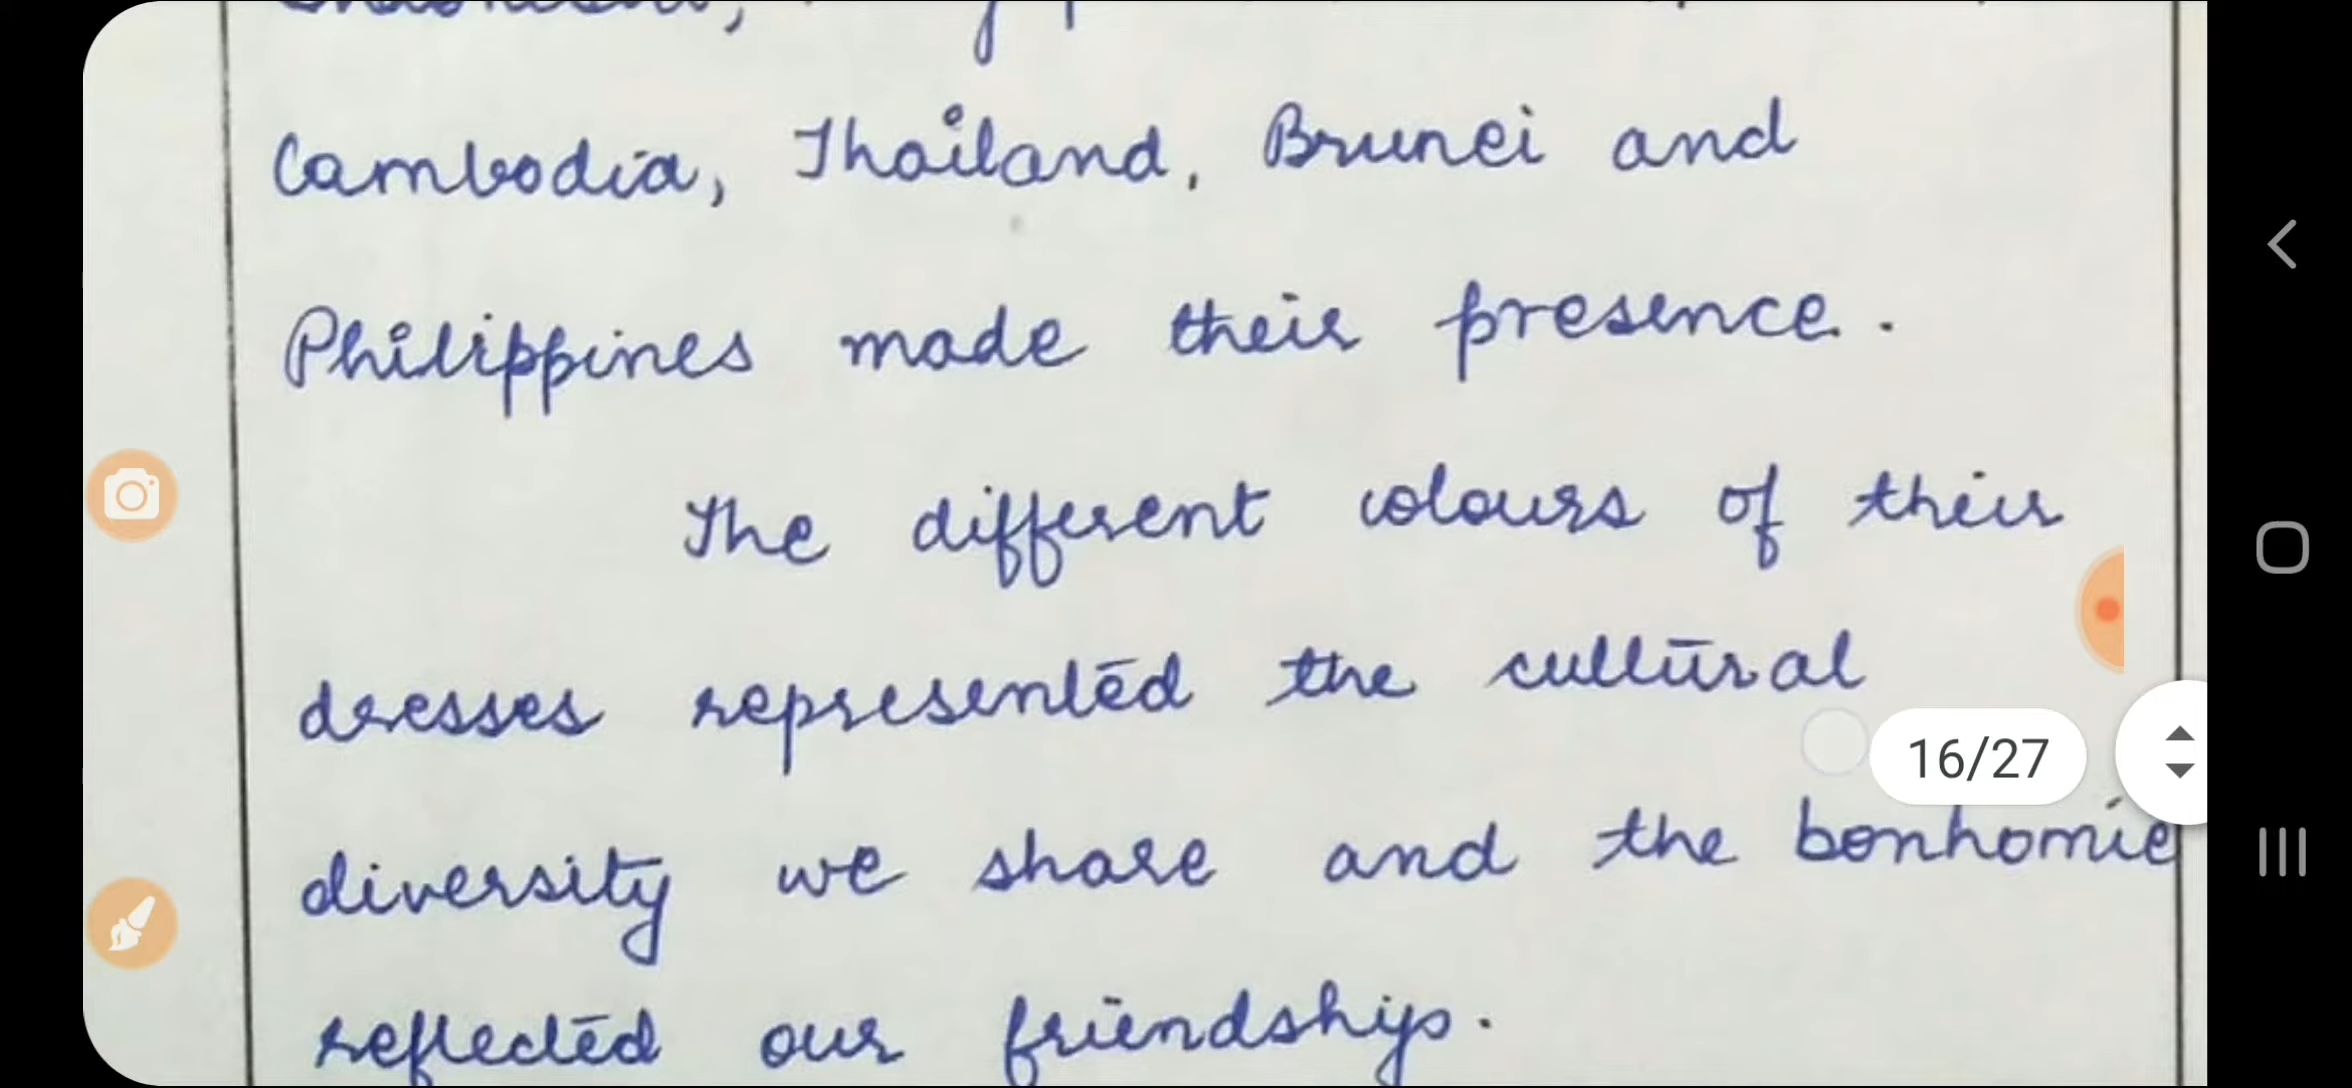 Cambodia, Thailand, Brunei and
Philippines made their presence.
The different colours of their
dresses represented the cultural
16/27
diversity we share and the bonhomie
reflected our friendship.